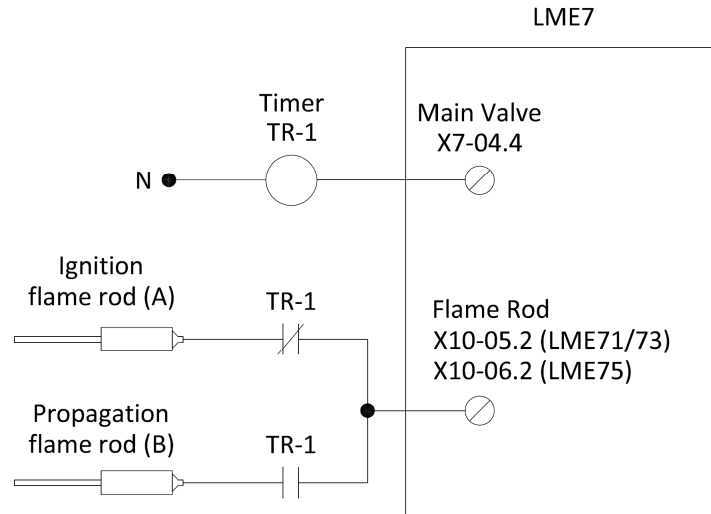 LME7
Timer
TR-1
Main Valve
X7-04.4
N
Ignition
flame rod (A)
TR-1
Flame Rod
X10-05.2 (LME71/73)
X10-06.2 (LME75)
Propagation
flame rod (B)
TR-1